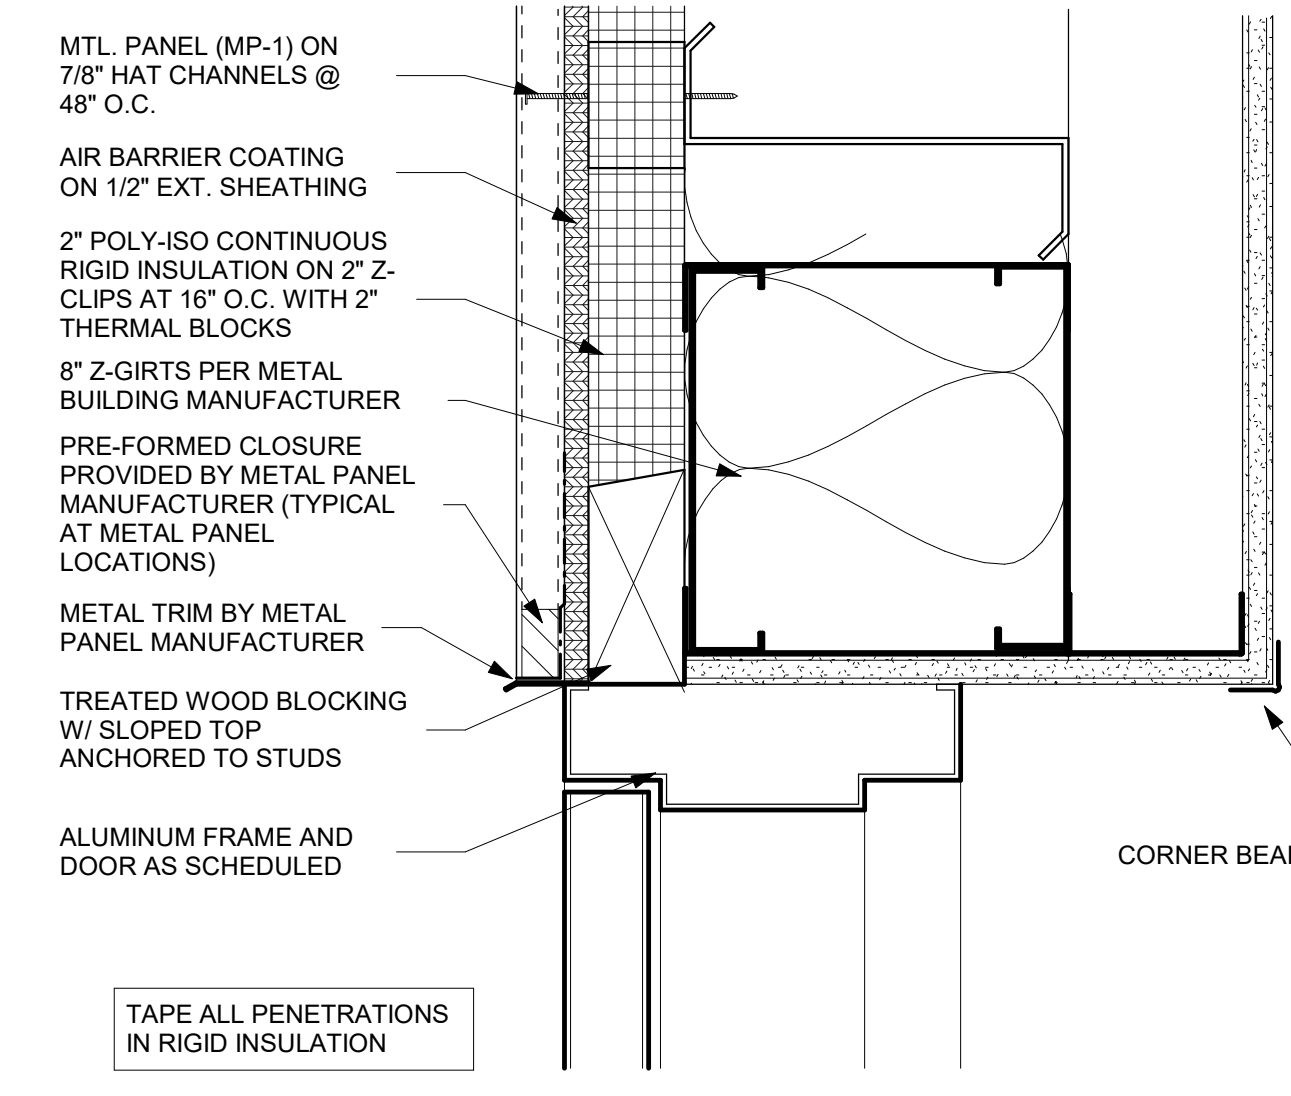 MTL. PANEL (MP-1) ON
7/8" HAT CHANNELS @
48" O.C.
AIR BARRIER COATING
ON 1/2" EXT. SHEATHING
2" POLY-ISO CONTINUOUS
RIGID INSULATION ON 2" Z-
CLIPS AT 16" O.C. WITH 2"
THERMAL BLOCKS
8" Z-GIRTS PER METAL
BUILDING MANUFACTURER
PRE-FORMED CLOSURE
PROVIDED BY METAL PANEL
MANUFACTURER (TYPICAL
AT METAL PANEL
LOCATIONS)
METAL TRIM BY METAL
PANEL MANUFACTURER
TREATED WOOD BLOCKING
W/ SLOPED TOP
ANCHORED TO STUDS
ALUMINUM FRAME AND
DOOR AS SCHEDULED
CORNER
TAPE ALL PENETRATIONS
IN RIGID INSULATION